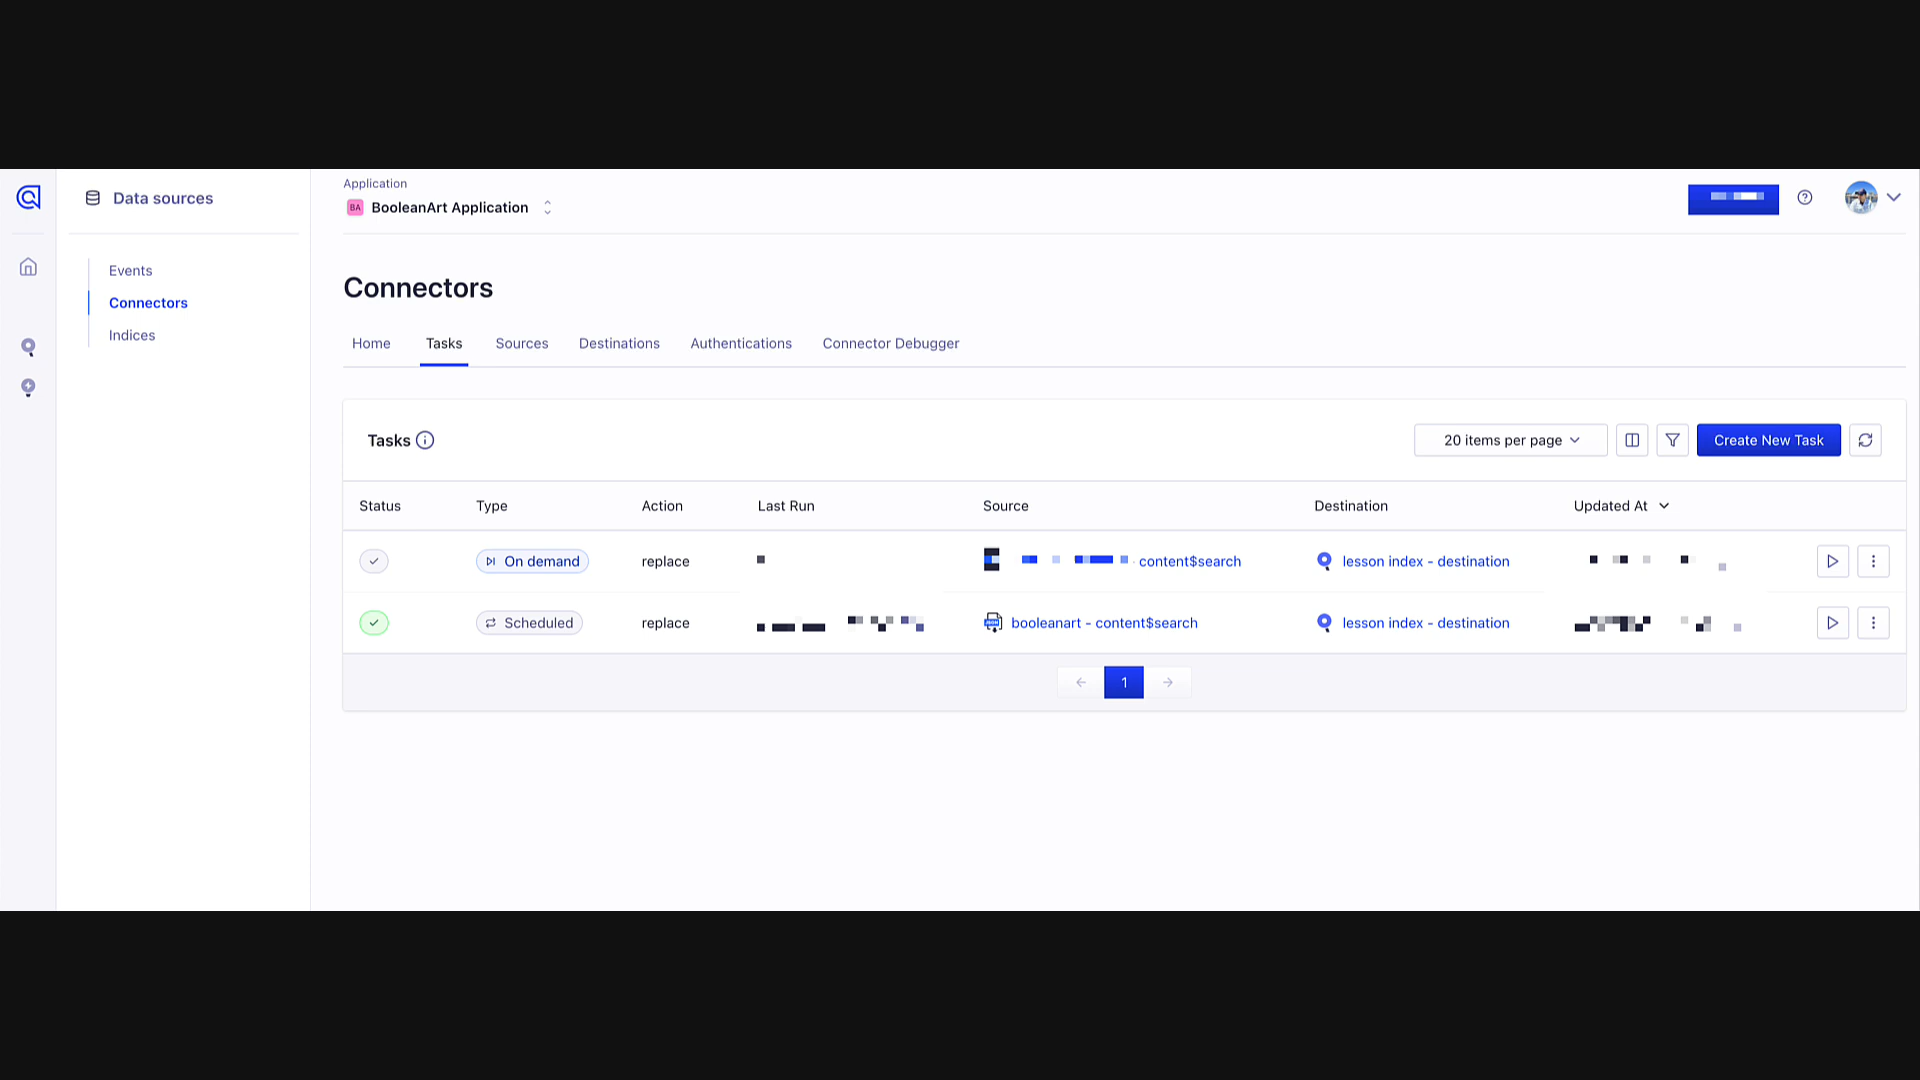 Data sources
Events
Connectors
Indices
Application
BA BooleanArt Application
Connectors
Home Tasks Sources Destinations Authentications Connector Debugger
Tasks 20 items per page Create New Task
Status Type Action Last Run Source Destination Updated At
On demand replace content$search lesson index - destination
Scheduled replace booleanart - content$search lesson index - destination
1